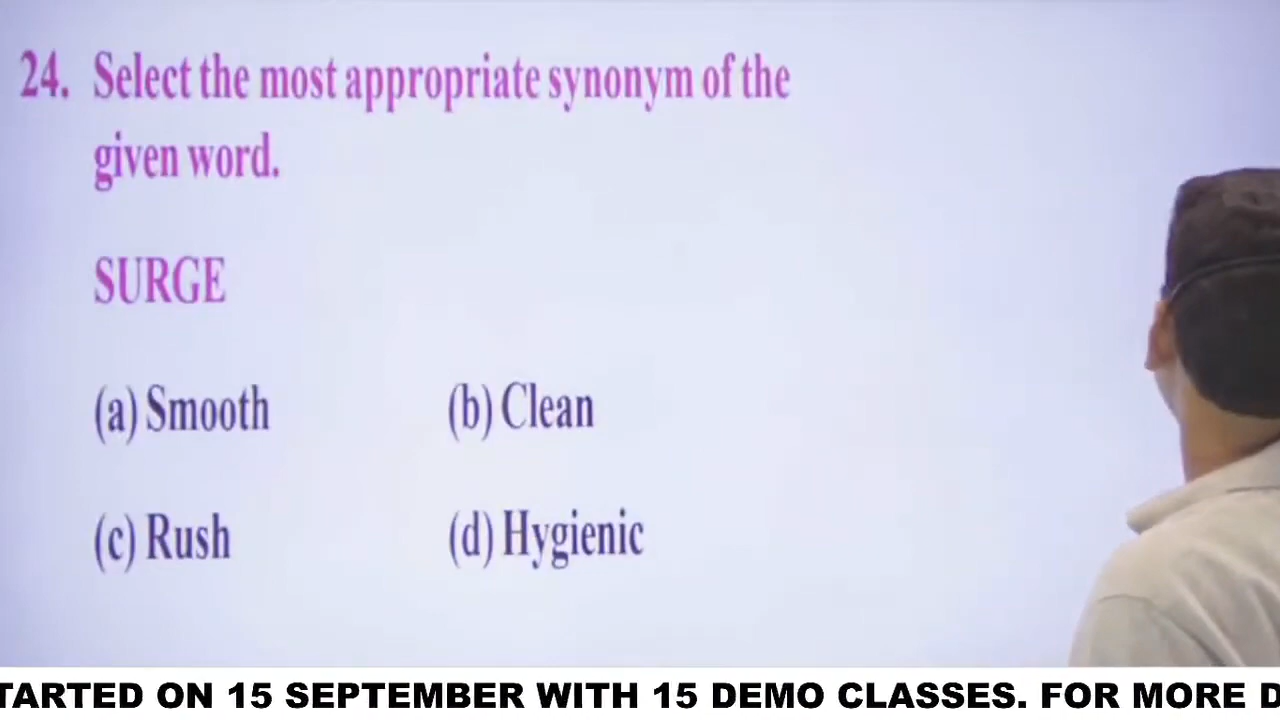 24. Select the most appropriate synonym of the
given word.
SURGE
(a) Smooth (b) Clean
(c) Rush (d) Hygienic
TARTED ON 15 SEPTEMBER WITH 15 DEMO CLASSES. FOR MORE D